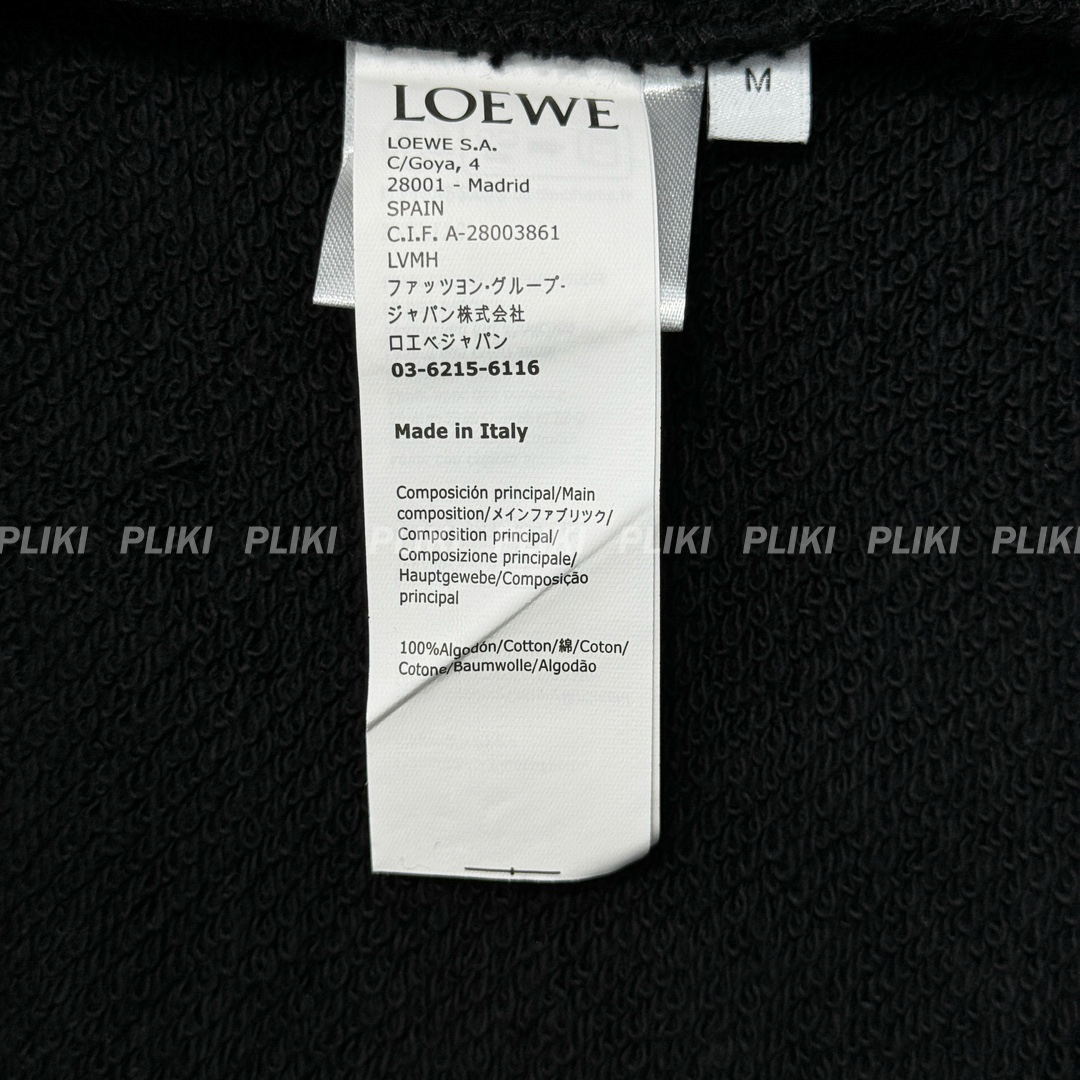 M
LOEWE
LOEWE S.A.
C/Goya, 4
28001 - Madrid
SPAIN
C.I.F. A-28003861
LVMH
ファッツヨン・グループ-
ジャパン株式会社
ロエベジャパン
03-6215-6116
Made in Italy
Composición principal/Main
composition/メインファブリツク/
Composition principal/
Composizione principale/
Hauptgewebe/Composição
principal
100%Algodón/Cotton/綿/Coton/
Cotone/Baumwolle/Algodão
PLIKI PLIKI PLIKI PLIKI PLIKI PLIKI PLIKI PLIKI PLIKI